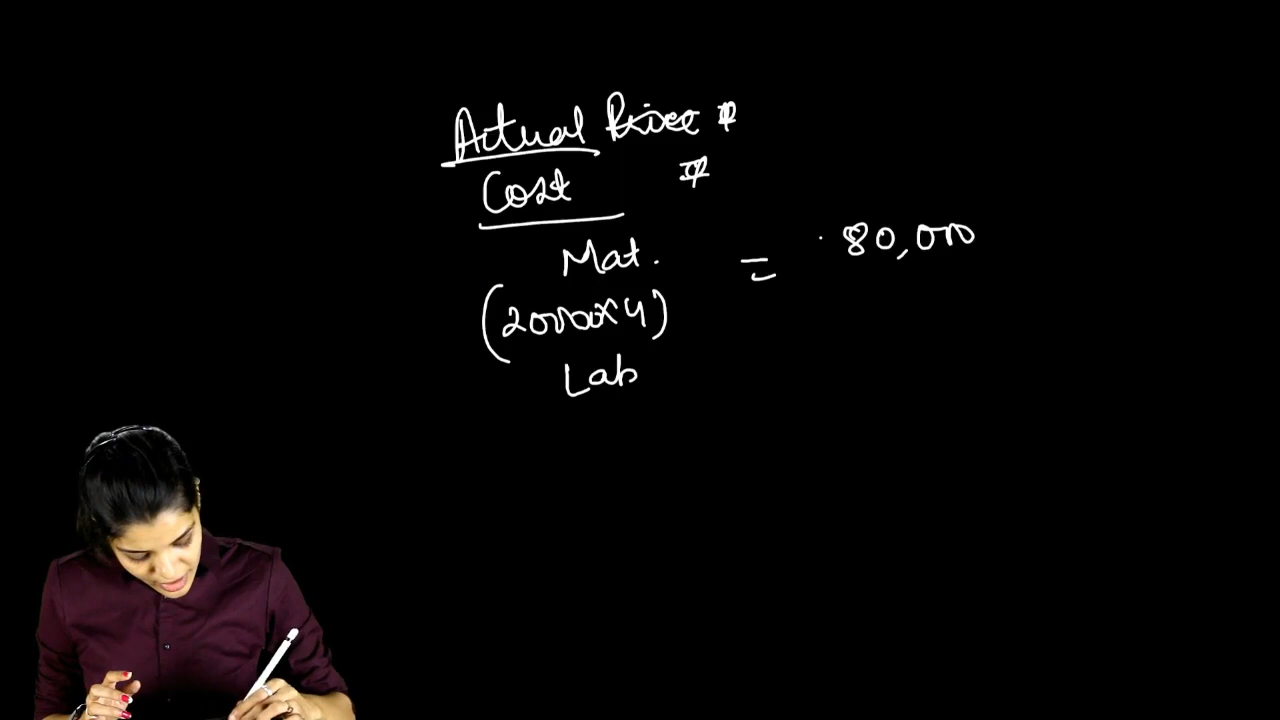 Actual Price
Cost
Mat. = 80,000
(20000x4)
Lab